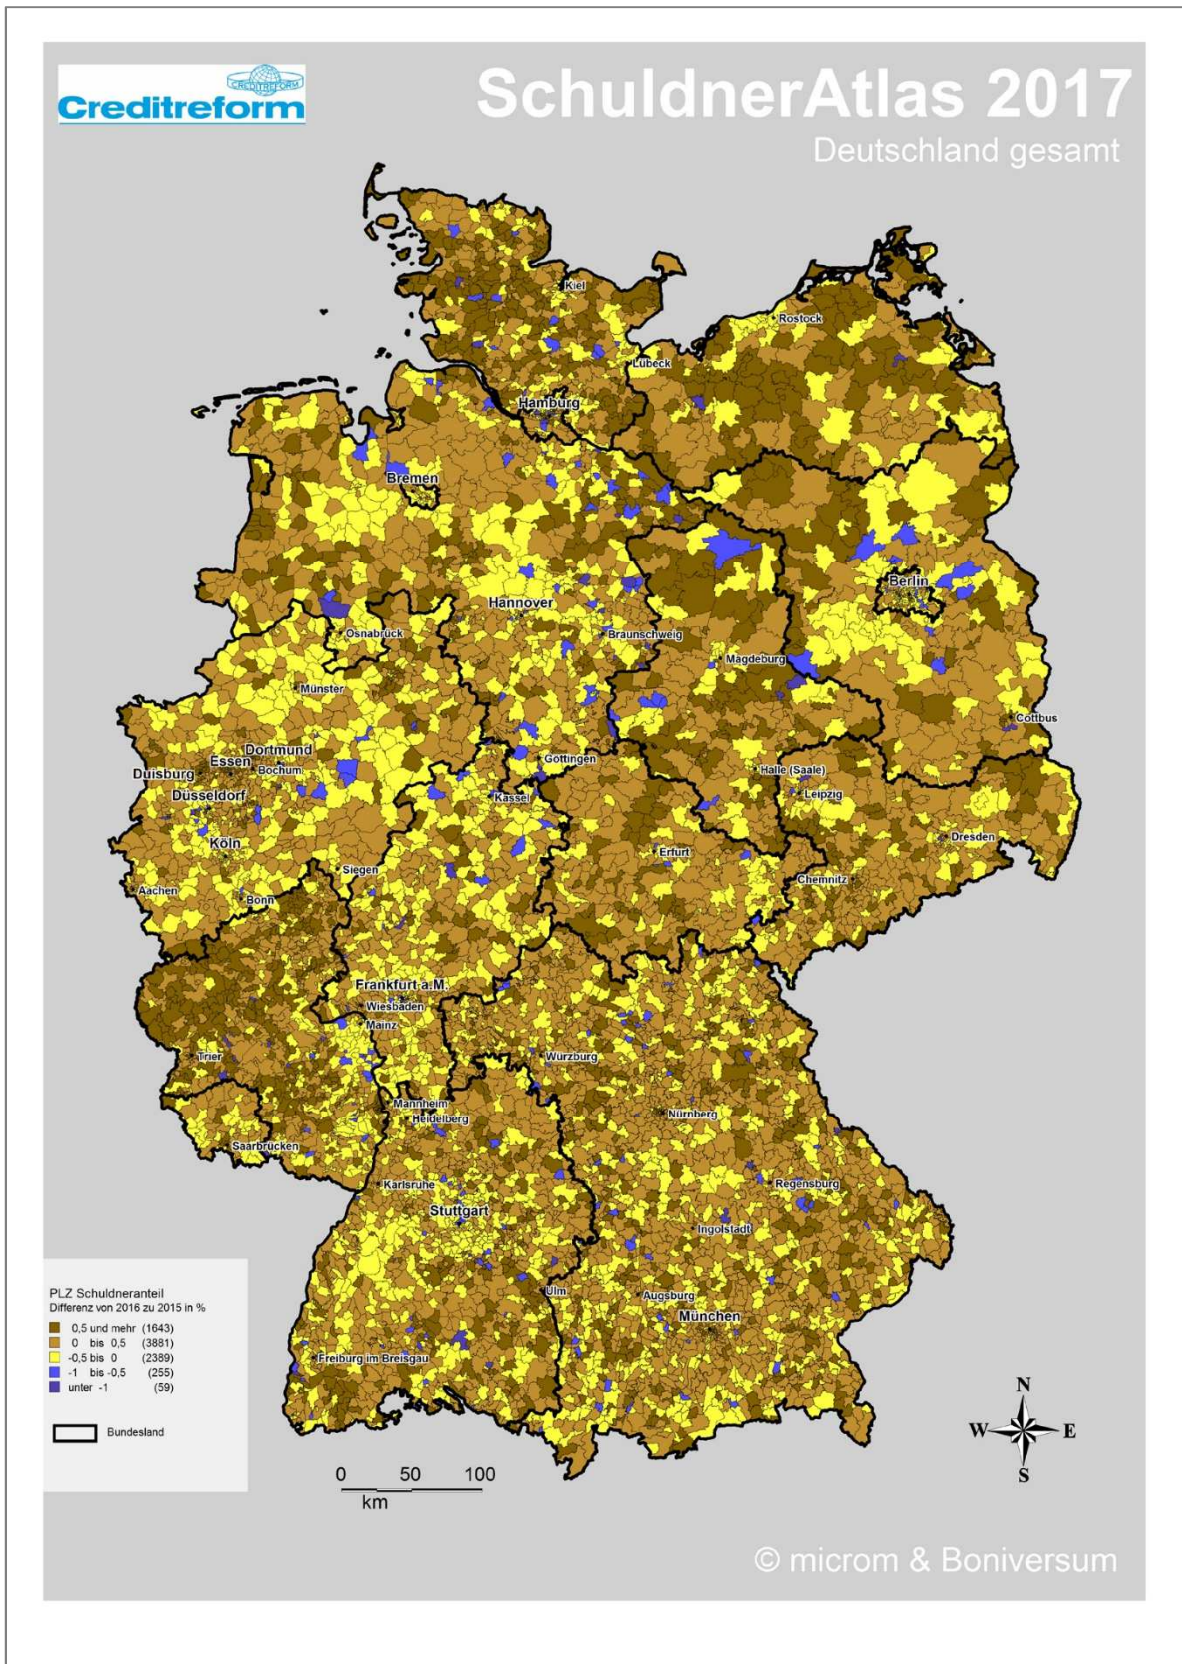 CREDITREFORM
Creditreform
SchuldnerAtlas 2017
Deutschland gesamt
Kiel
Rostock
Lübeck
Hamburg
Bremen
Berlin
Hannover
Osnabrück
Braunschweig
Magdeburg
Münster
Cottbus
Dortmund
Göttingen
Essen
Bochum
Halle (Saale)
Duisburg
Leipzig
Kassel
Düsseldorf
Dresden
Köln
Erfurt
Siegen
Chemnitz
Aachen
Bonn
Frankfurt a.M.
Wiesbaden
Mainz
Trier
Würzburg
Mannheim
Nürnberg
Heidelberg
Saarbrücken
Karlsruhe
Regensburg
Stuttgart
Ingolstadt
Ulm
Augsburg
München
Freiburg im Breisgau
PLZ Schuldneranteil
Differenz von 2016 zu 2015 in %
0,5 und mehr (1643)
0 bis 0,5 (3881)
-0,5 bis 0 (2389)
-1 bis -0,5 (255)
unter -1 (59)
Bundesland
N
W E
S
0 50 100
km
© microm & Boniversum